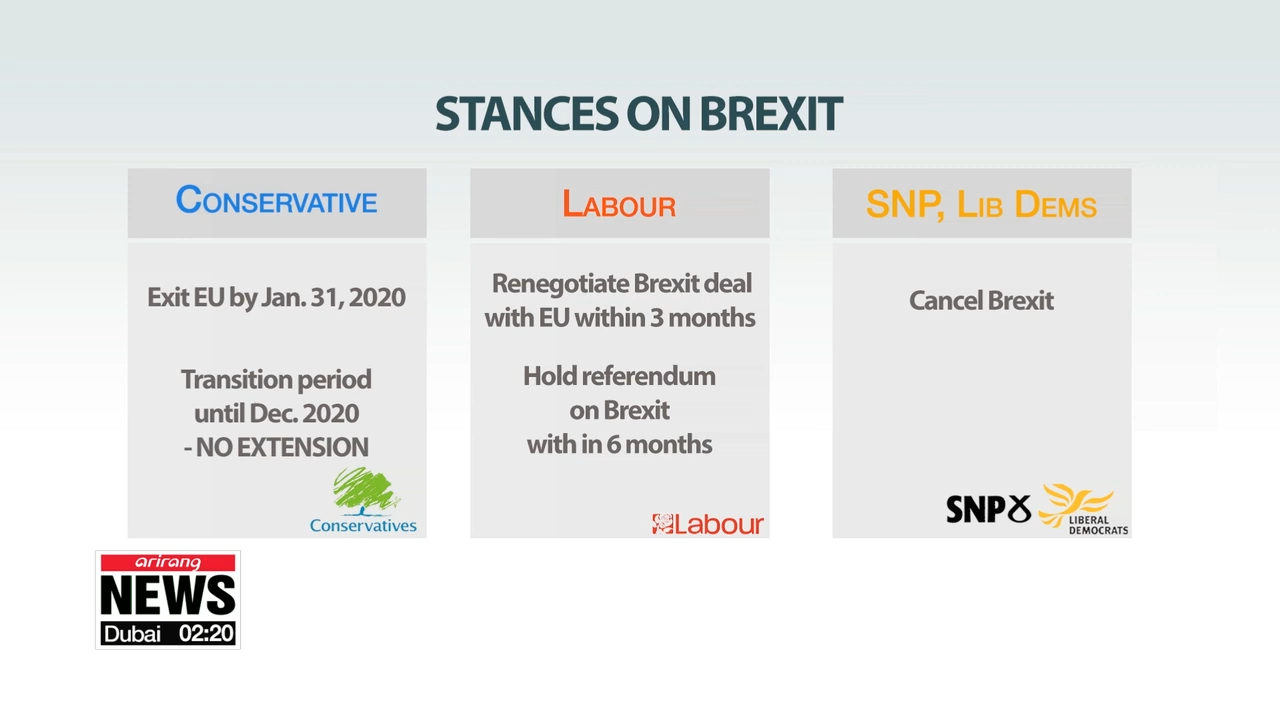 STANCES ON BREXIT
CONSERVATIVE
Exit EU by Jan. 31, 2020
Transition period
until Dec. 2020
- NO EXTENSION
Conservatives
LABOUR
Renegotiate Brexit deal
with EU within 3 months
Hold referendum
on Brexit
with in 6 months
Labour
SNP, LIB DEMS
Cancel Brexit
SNP
LIBERAL
DEMOCRATS
arirang
NEWS
Dubai 02:20